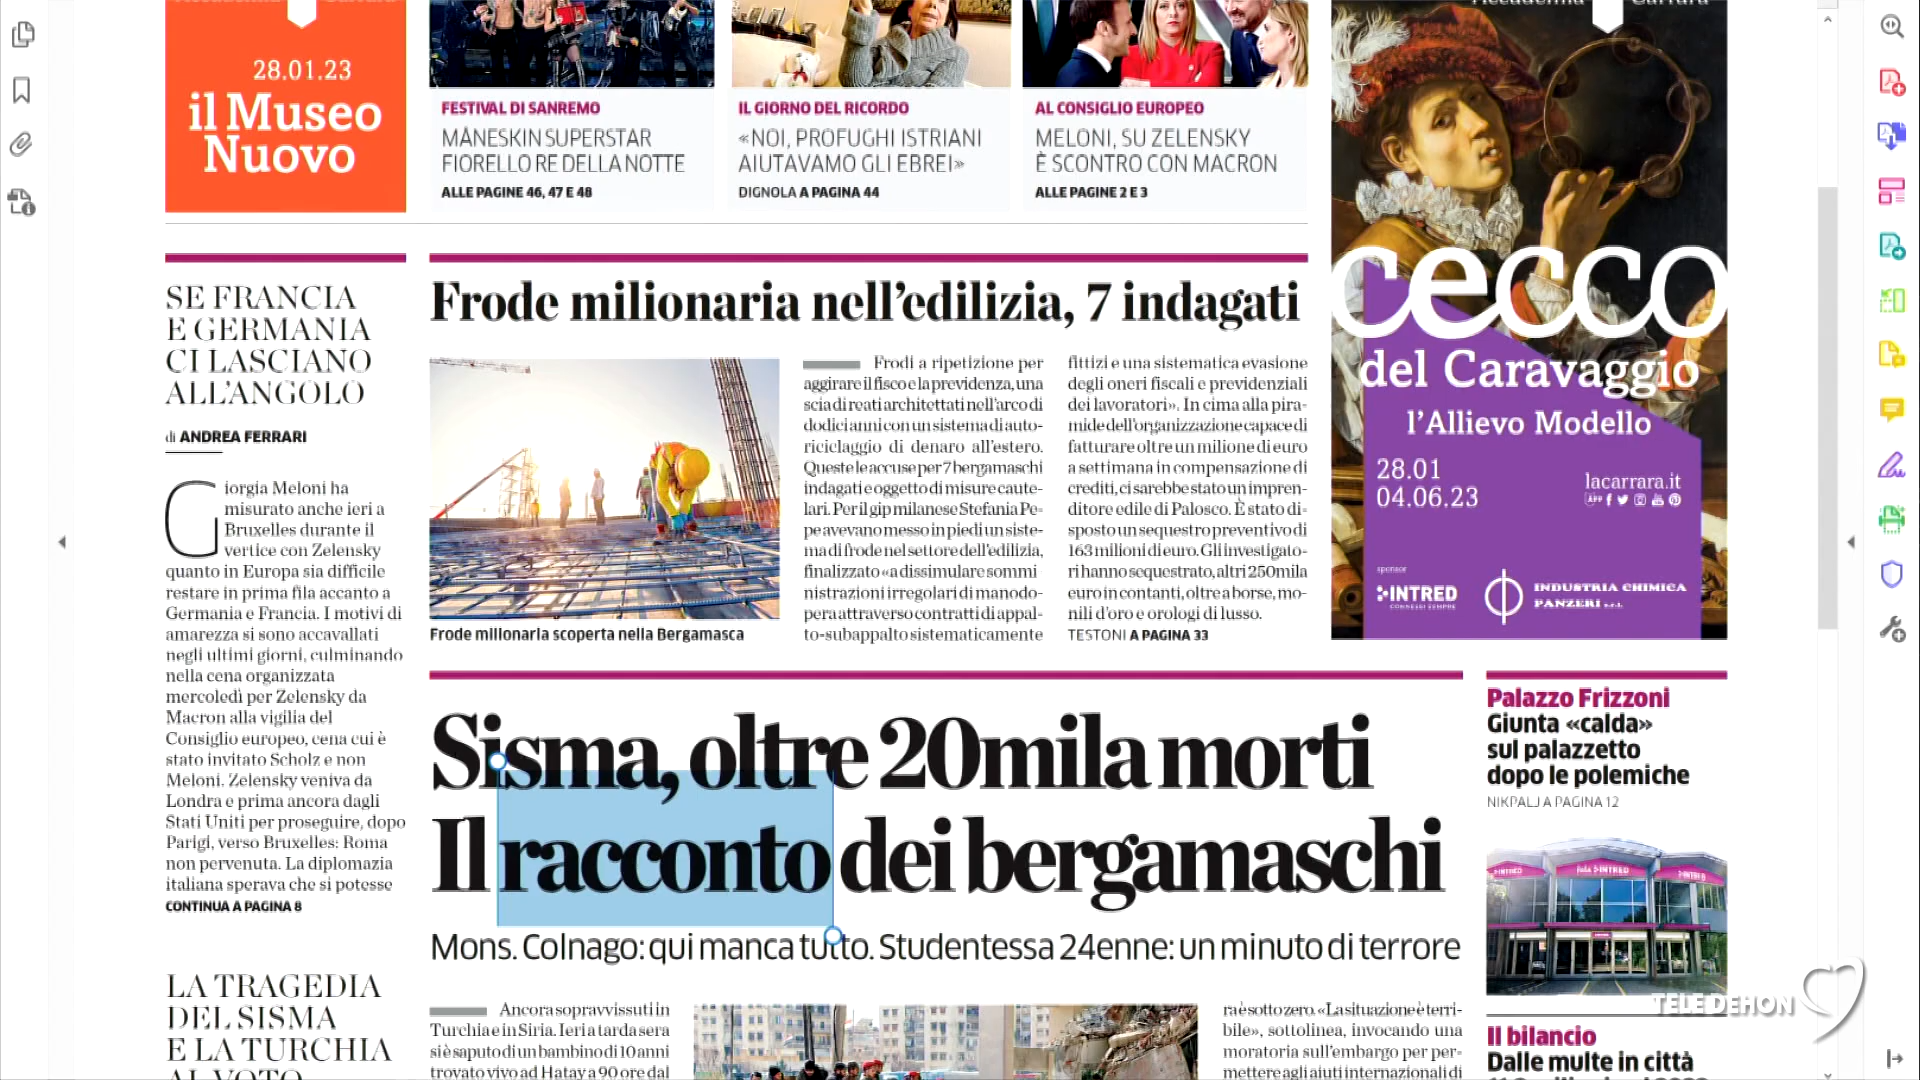 28.01.23
il Museo
Nuovo
FESTIVAL DI SANREMO
MÅNESKIN SUPERSTAR
FIORELLO RE DELLA NOTTE
ALLE PAGINE 46, 47 E 48
IL GIORNO DEL RICORDO
«NOI, PROFUGHI ISTRIANI
AIUTAVAMO GLI EBREI»
DIGNOLA A PAGINA 44
AL CONSIGLIO EUROPEO
MELONI, SU ZELENSKY
È SCONTRO CON MACRON
ALLE PAGINE 2 E 3
cecco
del Caravaggio
l'Allievo Modello
28.01
04.06.23
lacarrara.it
sponsor
INTRED
CONNESSI SEMPRE
INDUSTRIA CHIMICA
PANZERI s.r.l.
SE FRANCIA
E GERMANIA
CI LASCIANO
ALL'ANGOLO
di ANDREA FERRARI
Giorgia Meloni ha
misurato anche ieri a
Bruxelles durante il
vertice con Zelensky
quanto in Europa sia difficile
restare in prima fila accanto a
Germania e Francia. I motivi di
amarezza si sono accavallati
negli ultimi giorni, culminando
nella cena organizzata
mercoledì per Zelensky da
Macron alla vigilia del
Consiglio europeo, cena cui è
stato invitato Scholz e non
Meloni. Zelensky veniva da
Londra e prima ancora dagli
Stati Uniti per proseguire, dopo
Parigi, verso Bruxelles: Roma
non pervenuta. La diplomazia
italiana sperava che si potesse
CONTINUA A PAGINA 8
LA TRAGEDIA
DEL SISMA
E LA TURCHIA
AL VOTO
Frode milionaria nell'edilizia, 7 indagati
Frode milionaria scoperta nella Bergamasca
Frodi a ripetizione per
aggirare il fisco e la previdenza, una
scia di reati architettati nell'arco di
dodici anni con un sistema di auto-
riciclaggio di denaro all'estero.
Queste le accuse per 7 bergamaschi
indagati e oggetto di misure caute-
lari. Per il gip milanese Stefania Pe-
pe avevano messo in piedi un siste-
ma di frode nel settore dell'edilizia,
finalizzato «a dissimulare sommi
nistrazioni irregolari di manodo-
pera attraverso contratti di appal-
to-subappalto sistematicamente
fittizi e una sistematica evasione
degli oneri fiscali e previdenziali
dei lavoratori». In cima alla pira-
mide dell'organizzazione capace di
fatturare oltre un milione di euro
a settimana in compensazione di
crediti, ci sarebbe stato un impren-
ditore edile di Palosco. È stato di-
sposto un sequestro preventivo di
163 milioni di euro. Gli investigato-
ri hanno sequestrato, altri 250mila
euro in contanti, oltre a borse, mo-
nili d'oro e orologi di lusso.
TESTONI A PAGINA 33
Sisma, oltre 20mila morti
Il racconto dei bergamaschi
Mons. Colnago: qui manca tutto. Studentessa 24enne: un minuto di terrore
Ancora sopravvissuti in
Turchia e in Siria. Ieri a tarda sera
si è saputo di un bambino di 10 anni
trovato vivo ad Hatay a 90 ore dal
ra è sotto zero. «La situazione è terri-
bile», sottolinea, invocando una
moratoria sull'embargo per per-
mettere agli aiuti internazionali di
Palazzo Frizzoni
Giunta «calda»
sul palazzetto
dopo le polemiche
NIKPALJ A PAGINA 12
INTRED
INTRED
TELE DEHON
Il bilancio
Dalle multe in città